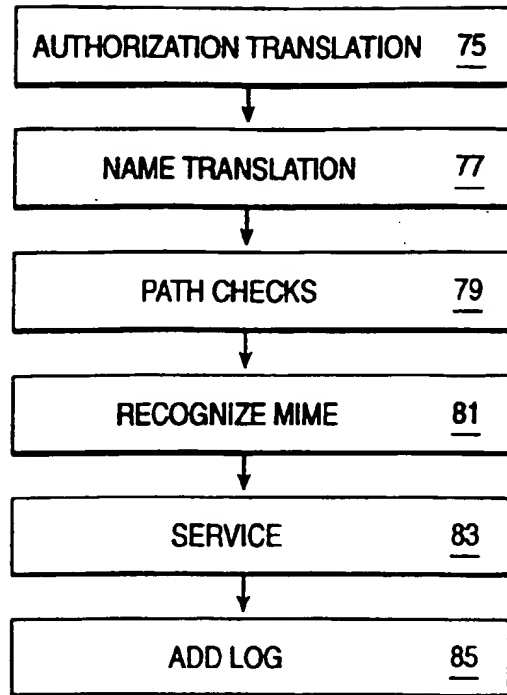 AUTHORIZATION TRANSLATION 75
NAME TRANSLATION 77
PATH CHECKS 79
RECOGNIZE MIME 81
SERVICE 83
ADD LOG 85